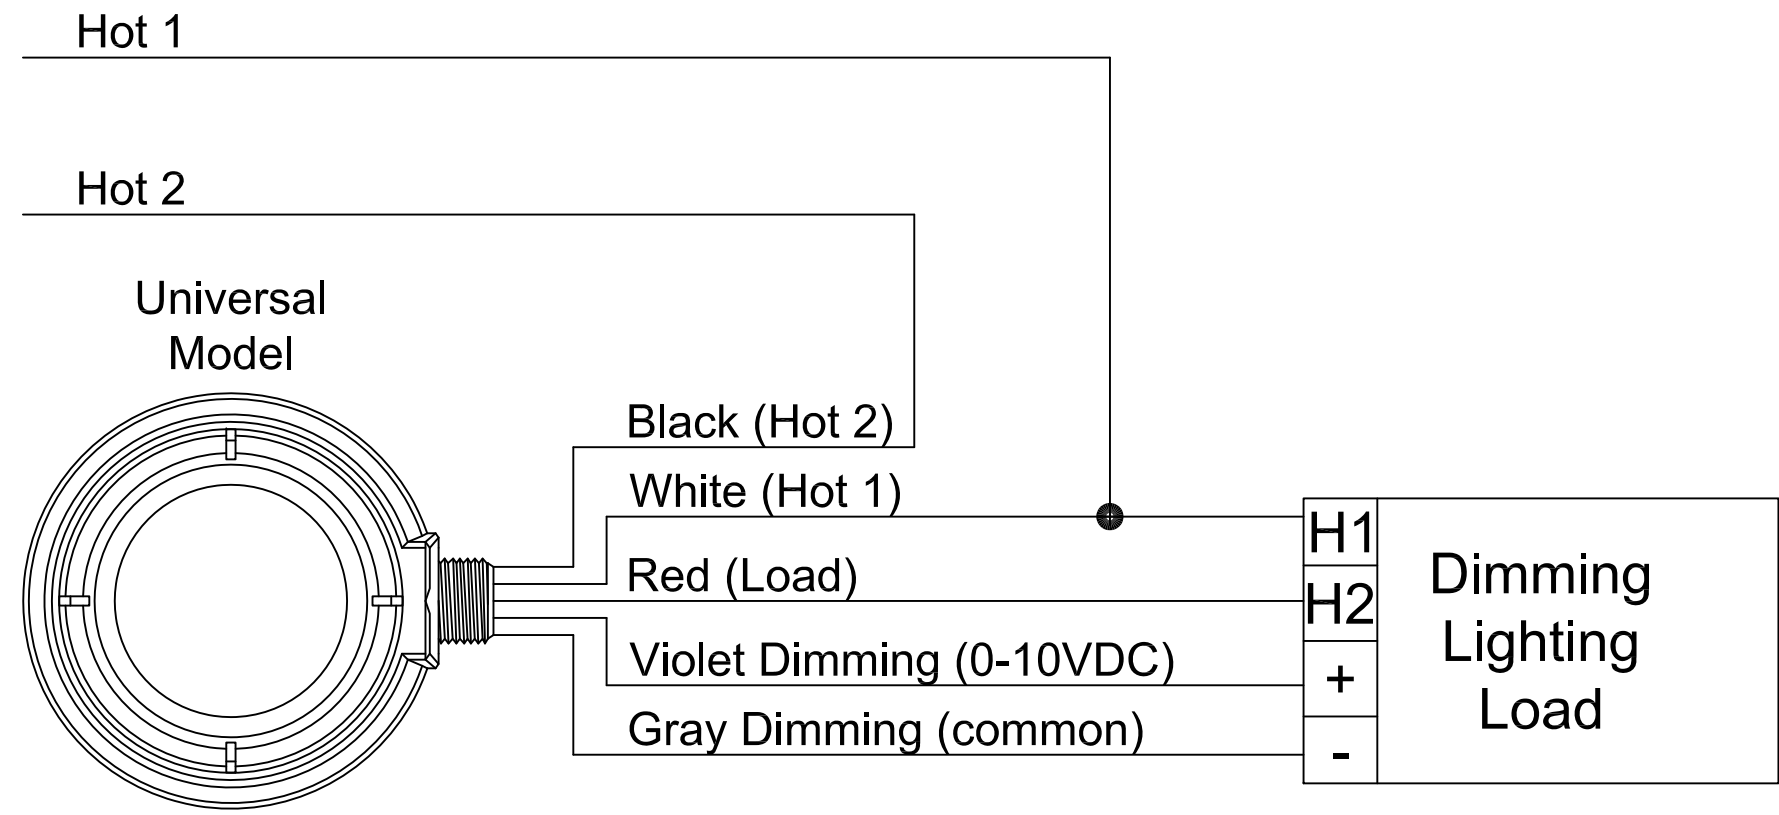 Hot 1
Hot 2
Universal
Model
Black (Hot 2)
White (Hot 1)
Red (Load)
Violet Dimming (0-10VDC)
Gray Dimming (common)
H1
H2
+
-
Dimming
Lighting
Load